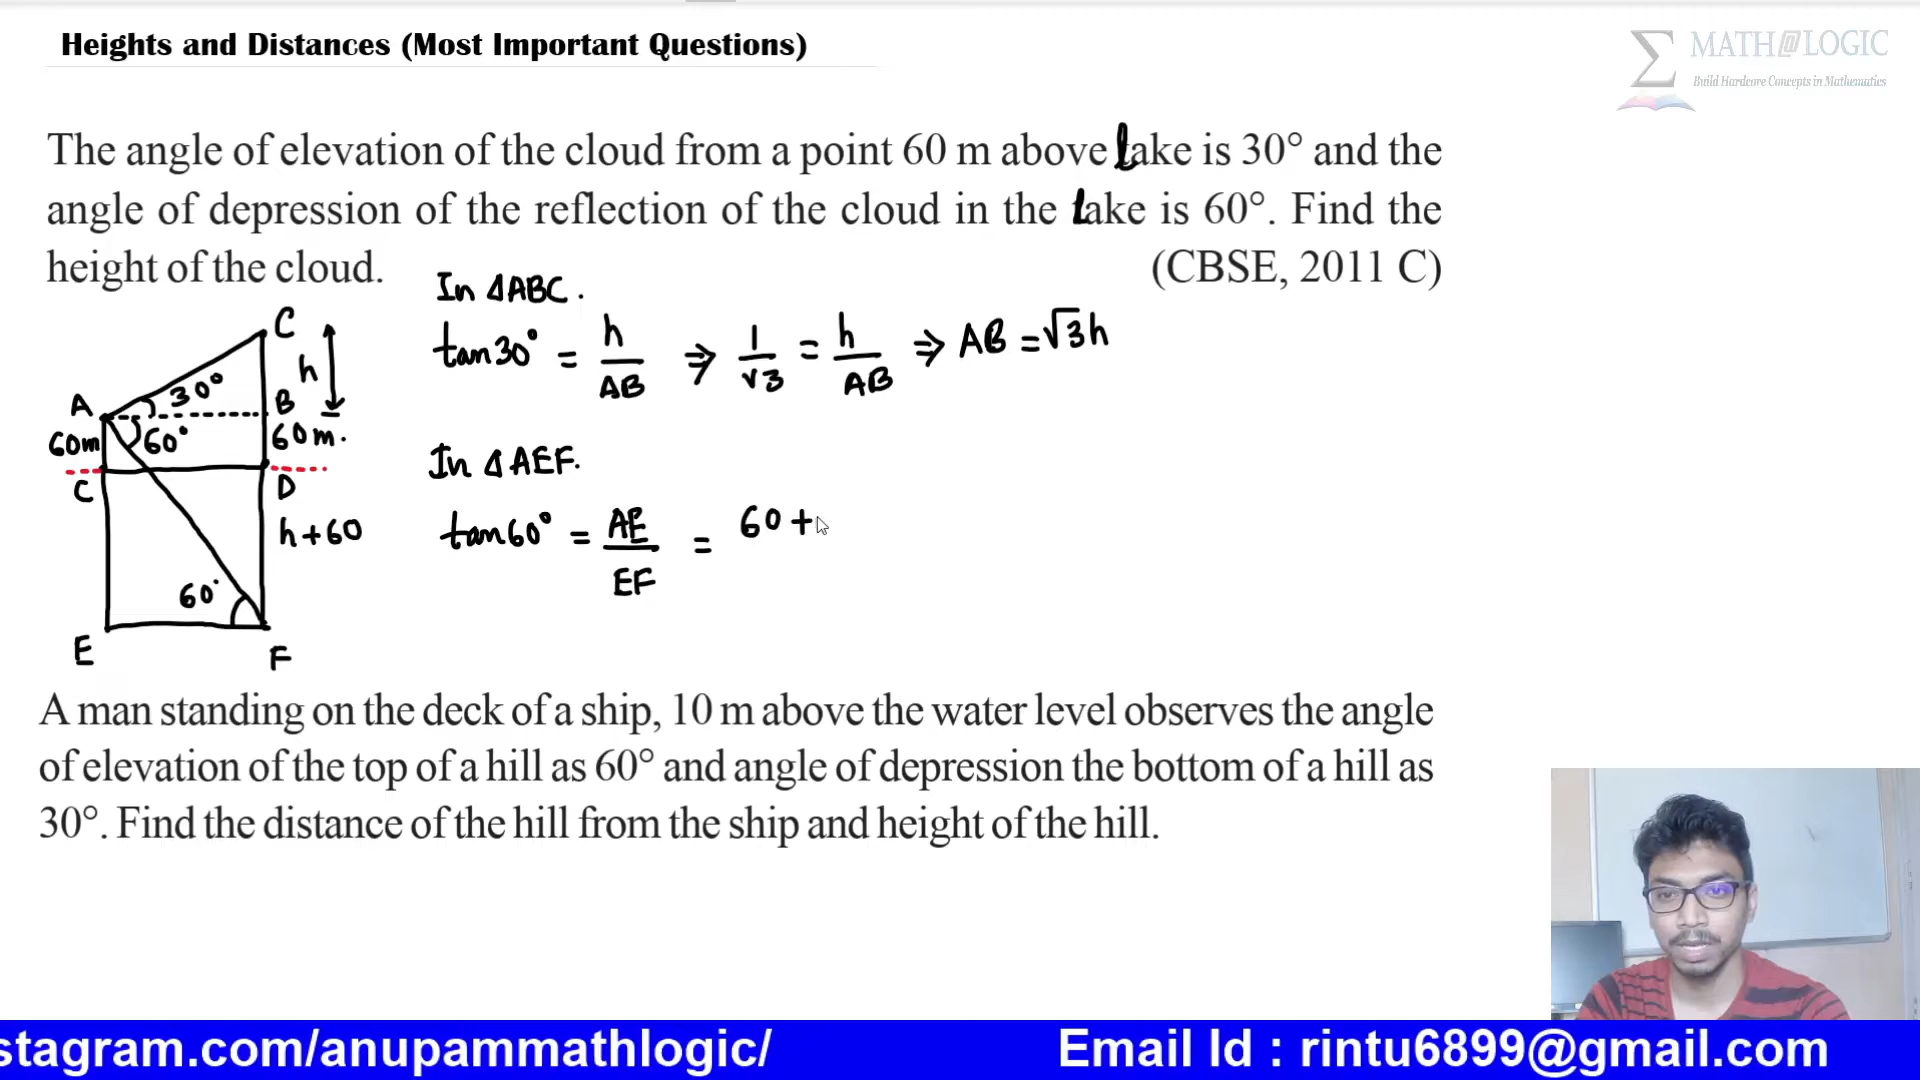 Heights and Distances (Most Important Questions)
MATH@LOGIC
Build Hardcore Concepts in Mathematics
The angle of elevation of the cloud from a point 60 m above lake is 30° and the
angle of depression of the reflection of the cloud in the lake is 60°. Find the
height of the cloud.
(CBSE, 2011 C)
In ΔABC.
tan30° = h/AB ⇒ 1/√3 = h/AB ⇒ AB = √3h
C
h
30°
A
B
60m
60°
60m.
C
D
h+60
60°
E
F
In ΔAEF.
tan60° = AE/EF = 60+
A man standing on the deck of a ship, 10 m above the water level observes the angle
of elevation of the top of a hill as 60° and angle of depression the bottom of a hill as
30°. Find the distance of the hill from the ship and height of the hill.
stagram.com/anupammathlogic/
Email Id : rintu6899@gmail.com